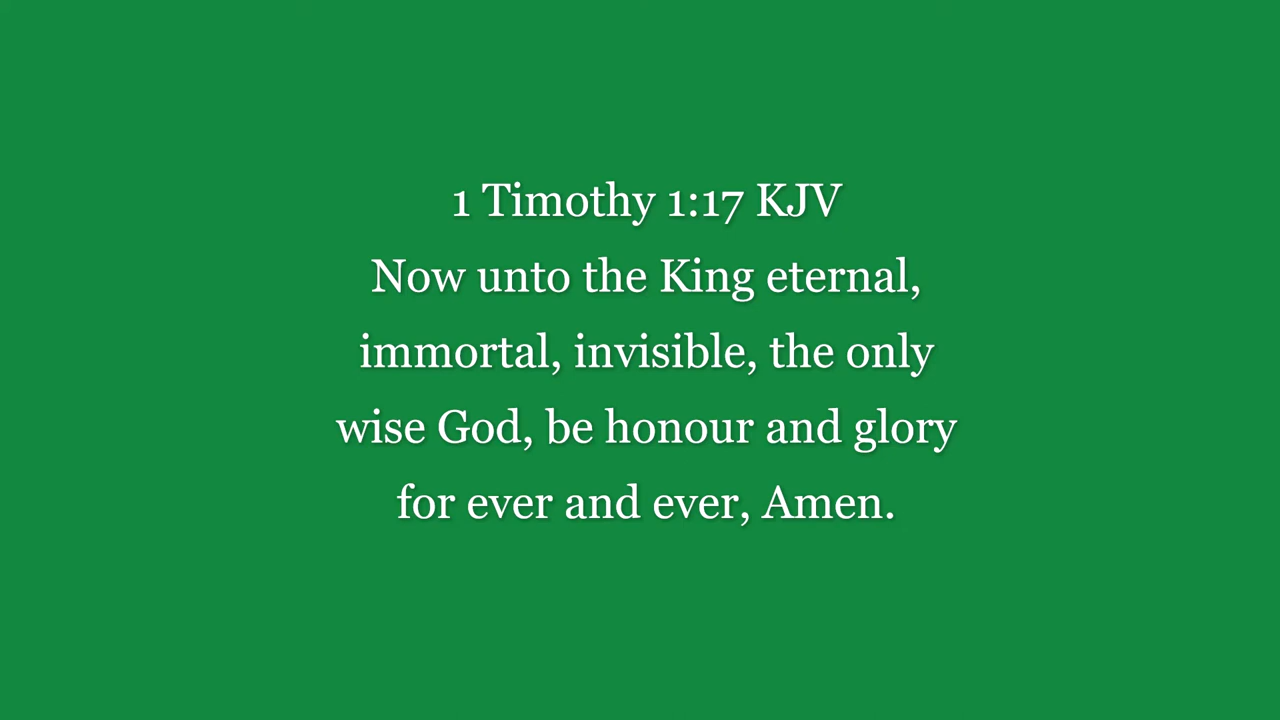 1 Timothy 1:17 KJV
Now unto the King eternal,
immortal, invisible, the only
wise God, be honour and glory
for ever and ever, Amen.